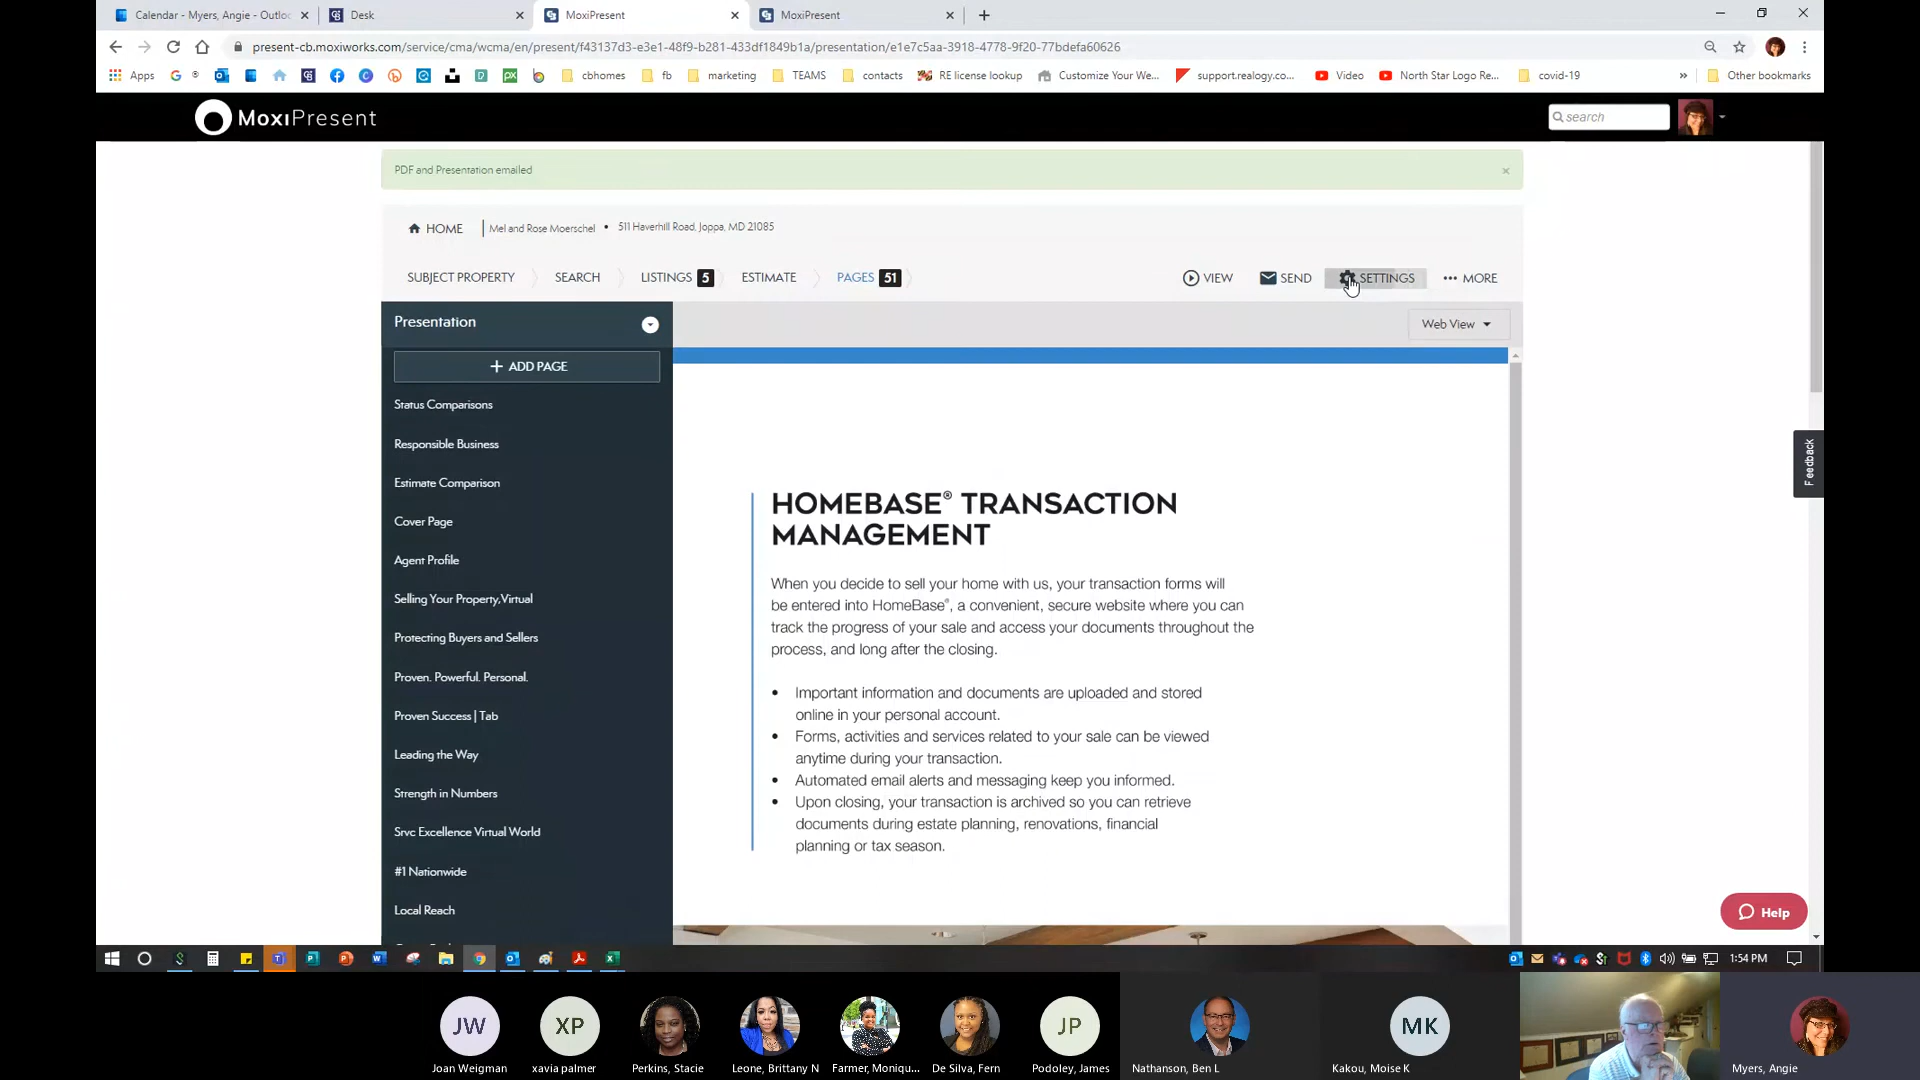 Calendar - Myers, Angie - Outloo
Desk
MoxiPresent
MoxiPresent
present-cb.moxiworks.com/service/cma/wcma/en/present/f43137d3-e3e1-48f9-b281-433df1849b1a/presentation/e1e7c5aa-3918-4778-9f20-77bdefa60626
Apps
cbhomes
fb
marketing
TEAMS
contacts
RE license lookup
Customize Your We...
support.realogy.co...
Video
North Star Logo Re...
covid-19
Other bookmarks
MoxiPresent
search
PDF and Presentation emailed
HOME
Mel and Rose Moerschel • 511 Haverhill Road, Joppa, MD 21085
SUBJECT PROPERTY
SEARCH
LISTINGS 5
ESTIMATE
PAGES 51
VIEW
SEND
SETTINGS
MORE
Presentation
Web View
+ ADD PAGE
Status Comparisons
Responsible Business
Estimate Comparison
Cover Page
Agent Profile
Selling Your Property,Virtual
Protecting Buyers and Sellers
Proven. Powerful. Personal.
Proven Success | Tab
Leading the Way
Strength in Numbers
Srvc Excellence Virtual World
#1 Nationwide
Local Reach
HOMEBASE® TRANSACTION
MANAGEMENT
When you decide to sell your home with us, your transaction forms will
be entered into HomeBase®, a convenient, secure website where you can
track the progress of your sale and access your documents throughout the
process, and long after the closing.
• Important information and documents are uploaded and stored
online in your personal account.
• Forms, activities and services related to your sale can be viewed
anytime during your transaction.
• Automated email alerts and messaging keep you informed.
• Upon closing, your transaction is archived so you can retrieve
documents during estate planning, renovations, financial
planning or tax season.
Feedback
Help
1:54 PM
JW
XP
JP
MK
Joan Weigman
xavia palmer
Perkins, Stacie
Leone, Brittany N
Farmer, Moniqu...
De Silva, Fern
Podoley, James
Nathanson, Ben L
Kakou, Moise K
Myers, Angie